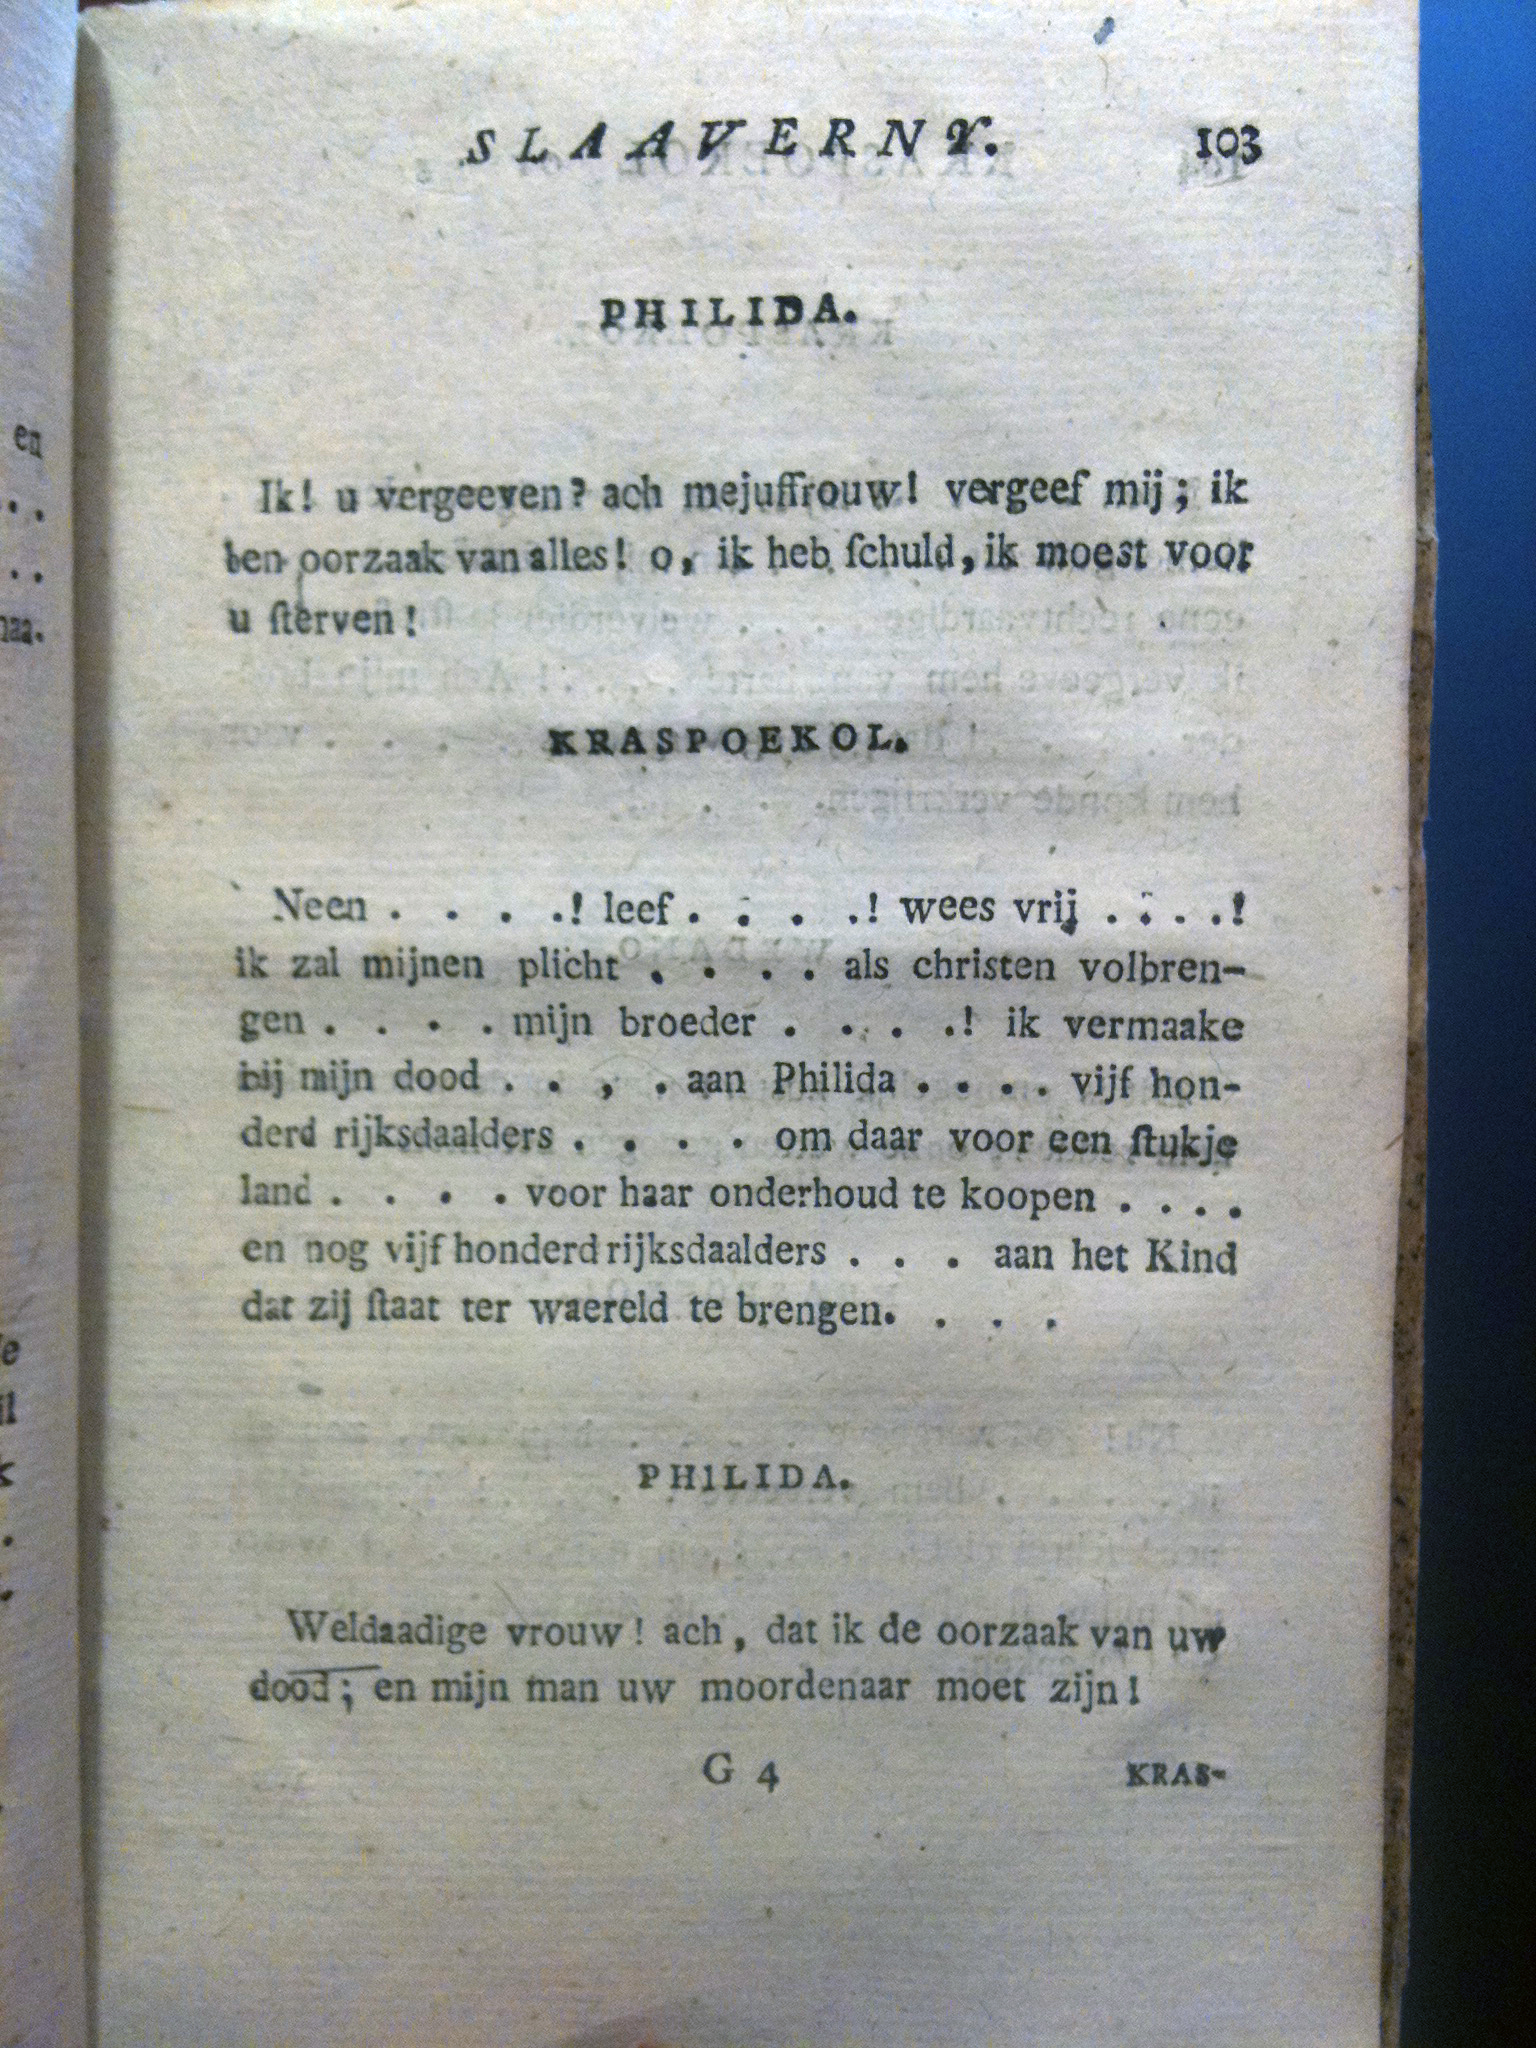 SLAAVERNY. 103
PHILIDA.
Ik! u vergeeven? ach mejuffrouw! vergeef mij; ik
ben oorzaak van alles! o, ik heb ſchuld, ik moest voor
u ſterven!
KRASPOEKOL.
Neen . . . .! leef . . . .! wees vrij . . . .!
ik zal mijnen plicht . . . . als christen volbren-
gen . . . . mijn broeder . . . .! ik vermaake
bij mijn dood . . , . aan Philida . . . . vijf hon-
derd rijksdaalders . . . . om daar voor een ſtukje
land . . . . voor haar onderhoud te koopen . . . .
en nog vijf honderd rijksdaalders . . . aan het Kind
dat zij ſtaat ter waereld te brengen. . . .
PHILIDA.
Weldaadige vrouw! ach, dat ik de oorzaak van uw
dood; en mijn man uw moordenaar moet zijn!
G 4 KRAS-